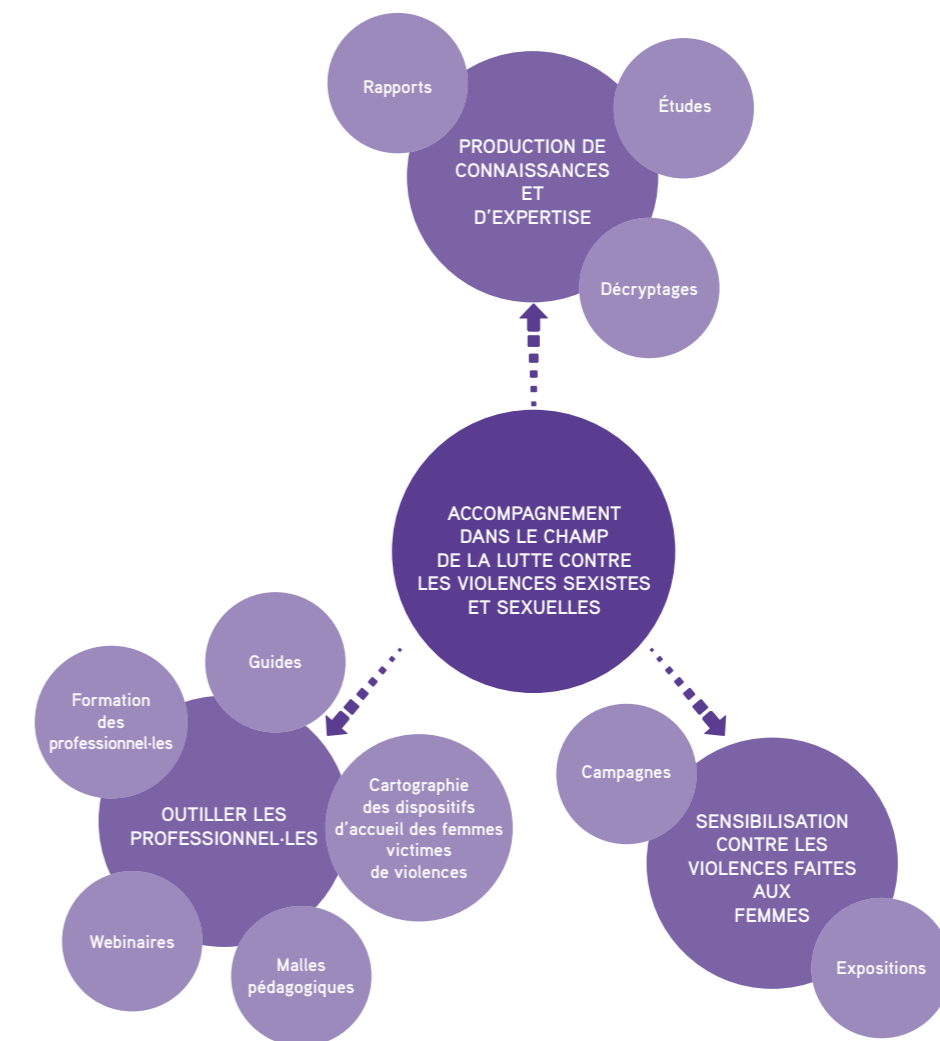 Rapports
Études
PRODUCTION DE
CONNAISSANCES
ET
D'EXPERTISE
Décryptages
ACCOMPAGNEMENT
DANS LE CHAMP
DE LA LUTTE CONTRE
LES VIOLENCES SEXISTES
ET SEXUELLES
Guides
Formation
des
professionnel·les
OUTILLER LES
PROFESSIONNEL·LES
Cartographie
des dispositifs
d'accueil des femmes
victimes
de violences
Webinaires
Malles
pédagogiques
Campagnes
SENSIBILISATION
CONTRE LES
VIOLENCES FAITES
AUX
FEMMES
Expositions